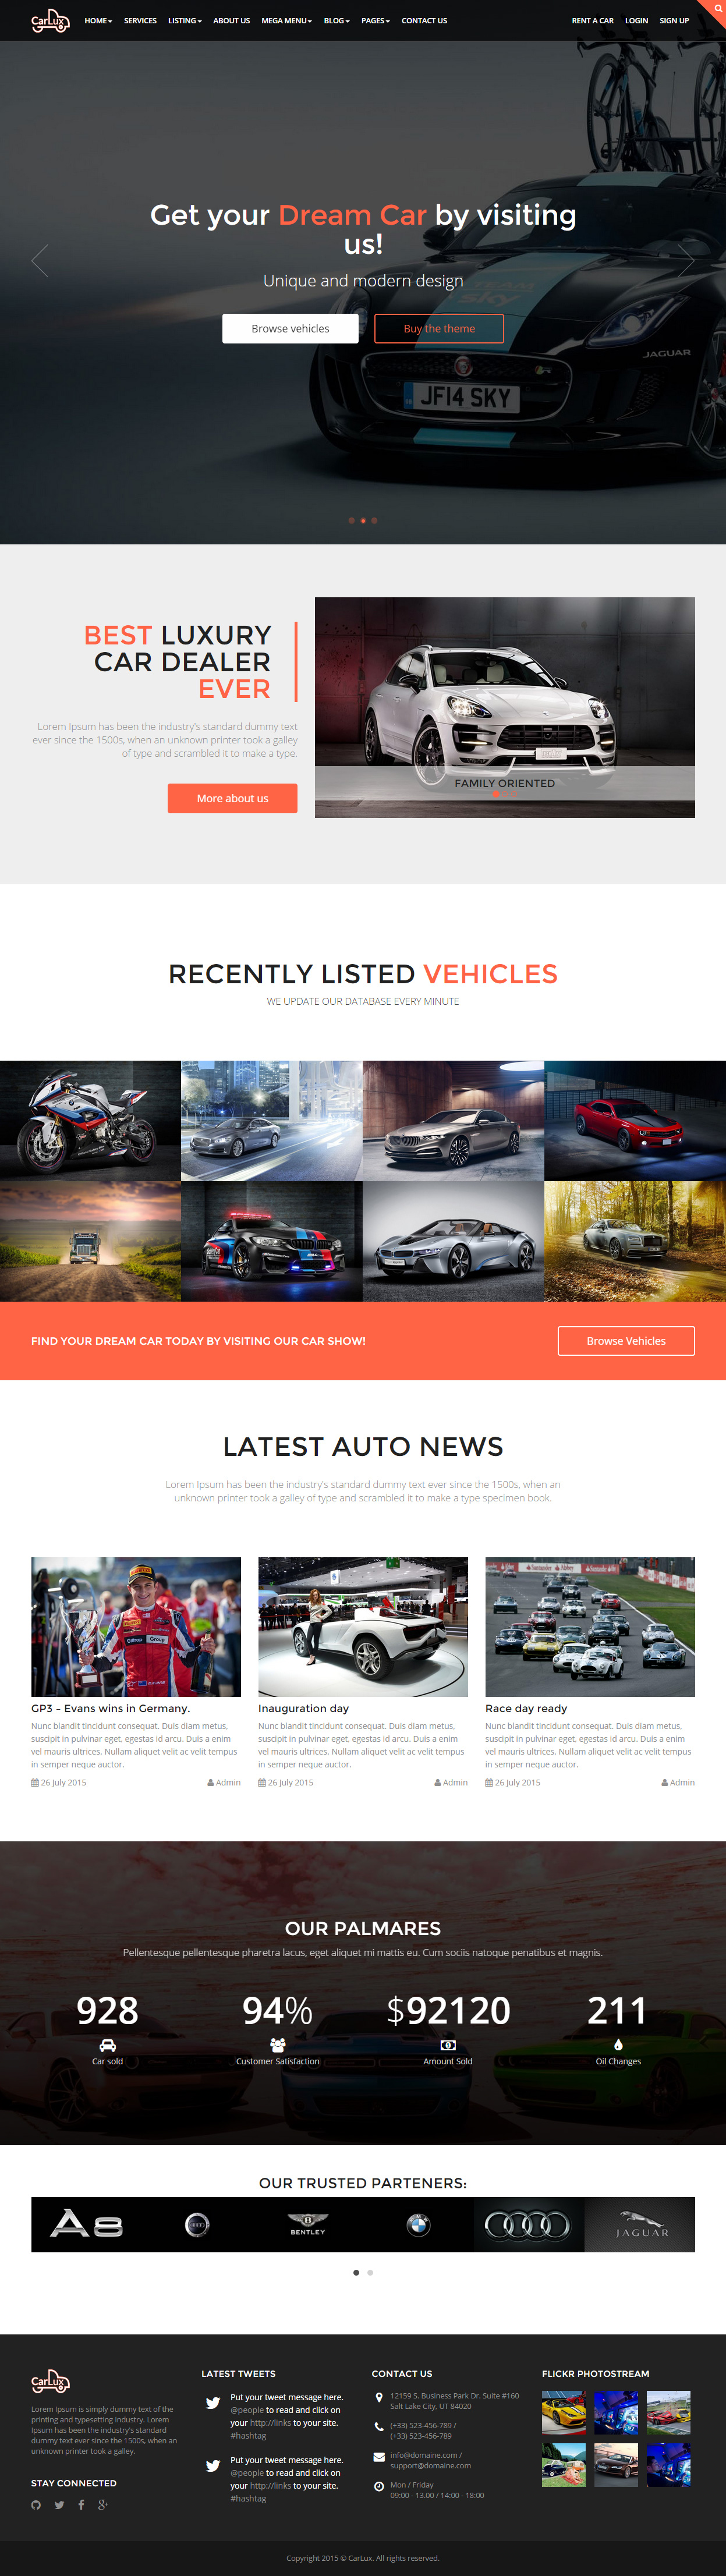 CarLux
HOME SERVICES LISTING ABOUT US MEGA MENU BLOG PAGES CONTACT US
RENT A CAR LOGIN SIGN UP
Get your Dream Car by visiting
us!
Unique and modern design
Browse vehicles
Buy the theme
TEAM
sky
JAGUAR
JF14 SKY
BEST LUXURY
CAR DEALER
EVER
Lorem Ipsum has been the industry's standard dummy text
ever since the 1500s, when an unknown printer took a galley
of type and scrambled it to make a type.
More about us
FAMILY ORIENTED
RECENTLY LISTED VEHICLES
WE UPDATE OUR DATABASE EVERY MINUTE
FIND YOUR DREAM CAR TODAY BY VISITING OUR CAR SHOW!
Browse Vehicles
LATEST AUTO NEWS
Lorem Ipsum has been the industry's standard dummy text ever since the 1500s, when an
unknown printer took a galley of type and scrambled it to make a type specimen book.
GP3 – Evans wins in Germany.
Nunc blandit tincidunt consequat. Duis diam metus,
suscipit in pulvinar eget, egestas id arcu. Duis a enim
vel mauris ultrices. Nullam aliquet velit ac velit tempus
in semper neque auctor.
26 July 2015
Admin
Inauguration day
Nunc blandit tincidunt consequat. Duis diam metus,
suscipit in pulvinar eget, egestas id arcu. Duis a enim
vel mauris ultrices. Nullam aliquet velit ac velit tempus
in semper neque auctor.
26 July 2015
Admin
Race day ready
Nunc blandit tincidunt consequat. Duis diam metus,
suscipit in pulvinar eget, egestas id arcu. Duis a enim
vel mauris ultrices. Nullam aliquet velit ac velit tempus
in semper neque auctor.
26 July 2015
Admin
OUR PALMARES
Pellentesque pellentesque pharetra lacus, eget aliquet mi mattis eu. Cum sociis natoque penatibus et magnis.
928
Car sold
94%
Customer Satisfaction
$92120
Amount Sold
211
Oil Changes
OUR TRUSTED PARTENERS:
A8
BENTLEY
JAGUAR
CarLux
Lorem Ipsum is simply dummy text of the
printing and typesetting industry. Lorem
Ipsum has been the industry's standard
dummy text ever since the 1500s, when an
unknown printer took a galley.
STAY CONNECTED
LATEST TWEETS
Put your tweet message here.
@people to read and click on
your http://links to your site.
#hashtag
Put your tweet message here.
@people to read and click on
your http://links to your site.
#hashtag
CONTACT US
12159 S. Business Park Dr. Suite #160
Salt Lake City, UT 84020
(+33) 523-456-789 /
(+33) 523-456-789
info@domaine.com /
support@domaine.com
Mon / Friday
09:00 - 13.00 / 14:00 - 18:00
FLICKR PHOTOSTREAM
Copyright 2015 © CarLux. All rights reserved.